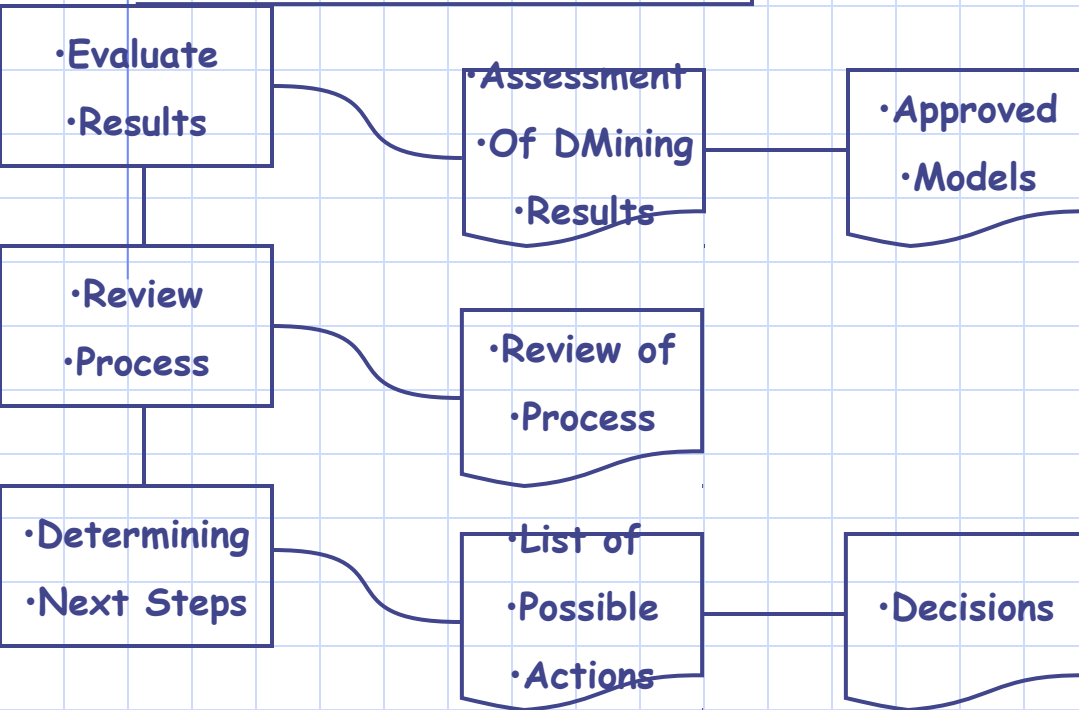 •Evaluate
•Results
•Assessment
•Of DMining
•Results
•Approved
•Models
•Review
•Process
•Review of
•Process
•Determining
•Next Steps
•List of
•Possible
•Actions
•Decisions